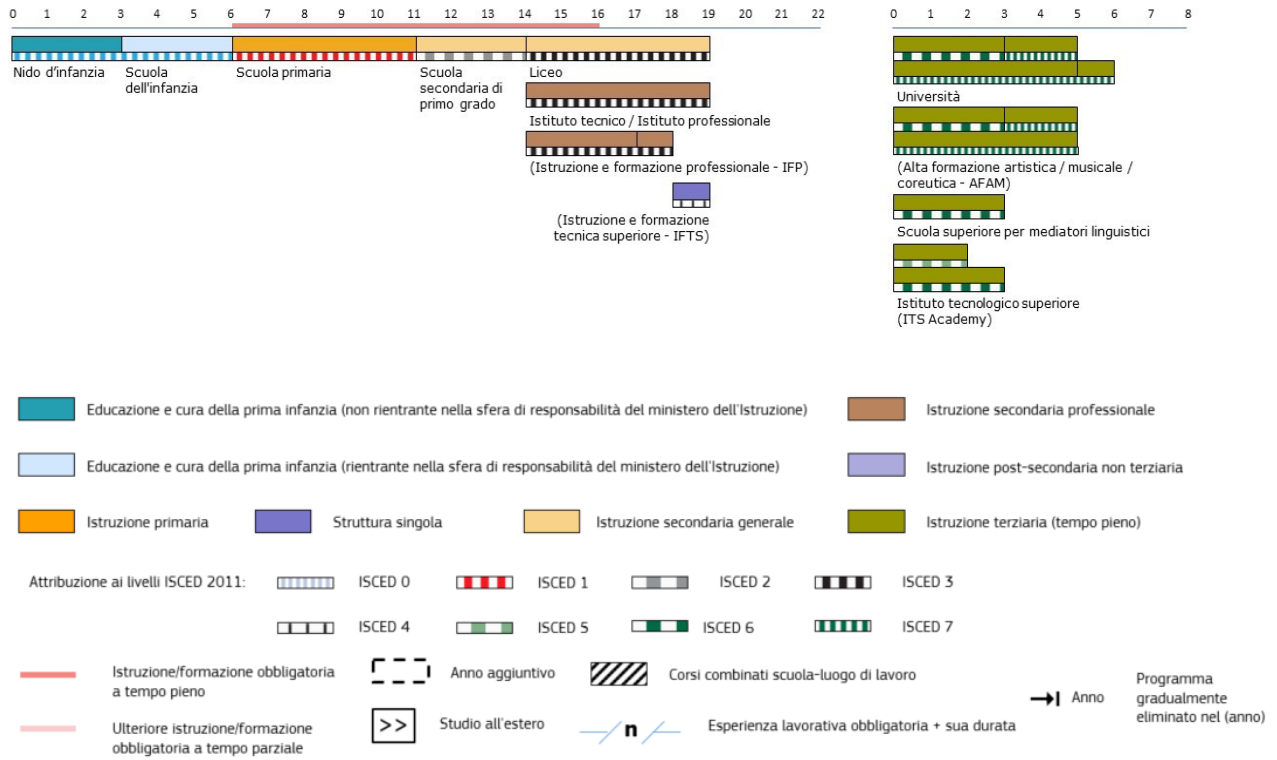 0 1 2 3 4 5 6 7 8 9 10 11 12 13 14 15 16 17 18 19 20 21 22
0 1 2 3 4 5 6 7 8
Nido d'infanzia
Scuola
dell'infanzia
Scuola primaria
Scuola
secondaria di
primo grado
Liceo
Istituto tecnico / Istituto professionale
(Istruzione e formazione professionale - IFP)
(Istruzione e formazione
tecnica superiore - IFTS)
Università
(Alta formazione artistica / musicale /
coreutica - AFAM)
Scuola superiore per mediatori linguistici
Istituto tecnologico superiore
(ITS Academy)
Educazione e cura della prima infanzia (non rientrante nella sfera di responsabilità del ministero dell'Istruzione)
Istruzione secondaria professionale
Educazione e cura della prima infanzia (rientrante nella sfera di responsabilità del ministero dell'Istruzione)
Istruzione post-secondaria non terziaria
Istruzione primaria
Struttura singola
Istruzione secondaria generale
Istruzione terziaria (tempo pieno)
Attribuzione ai livelli ISCED 2011:
ISCED 0
ISCED 1
ISCED 2
ISCED 3
ISCED 4
ISCED 5
ISCED 6
ISCED 7
Istruzione/formazione obbligatoria
a tempo pieno
Anno aggiuntivo
Corsi combinati scuola-luogo di lavoro
Anno
Programma
gradualmente
eliminato nel (anno)
Ulteriore istruzione/formazione
obbligatoria a tempo parziale
>>
Studio all'estero
n
Esperienza lavorativa obbligatoria + sua durata